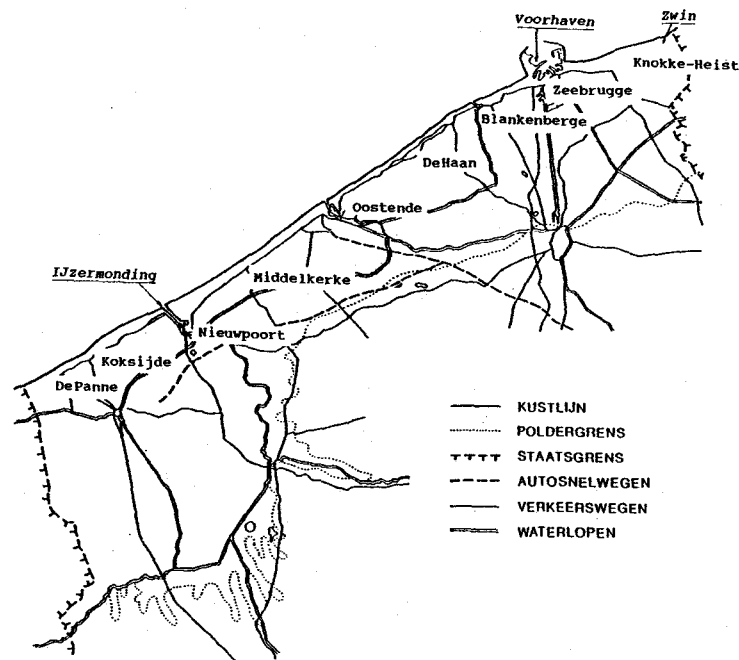 Voorhaven
Zwin
Knokke-Heist
Zeebrugge
Blankenberge
DeHaan
Oostende
Middelkerke
IJzermonding
Nieuwpoort
Koksijde
DePanne
KUSTLIJN
POLDERGRENS
STAATSGRENS
AUTOSNELWEGEN
VERKEERSWEGEN
WATERLOPEN